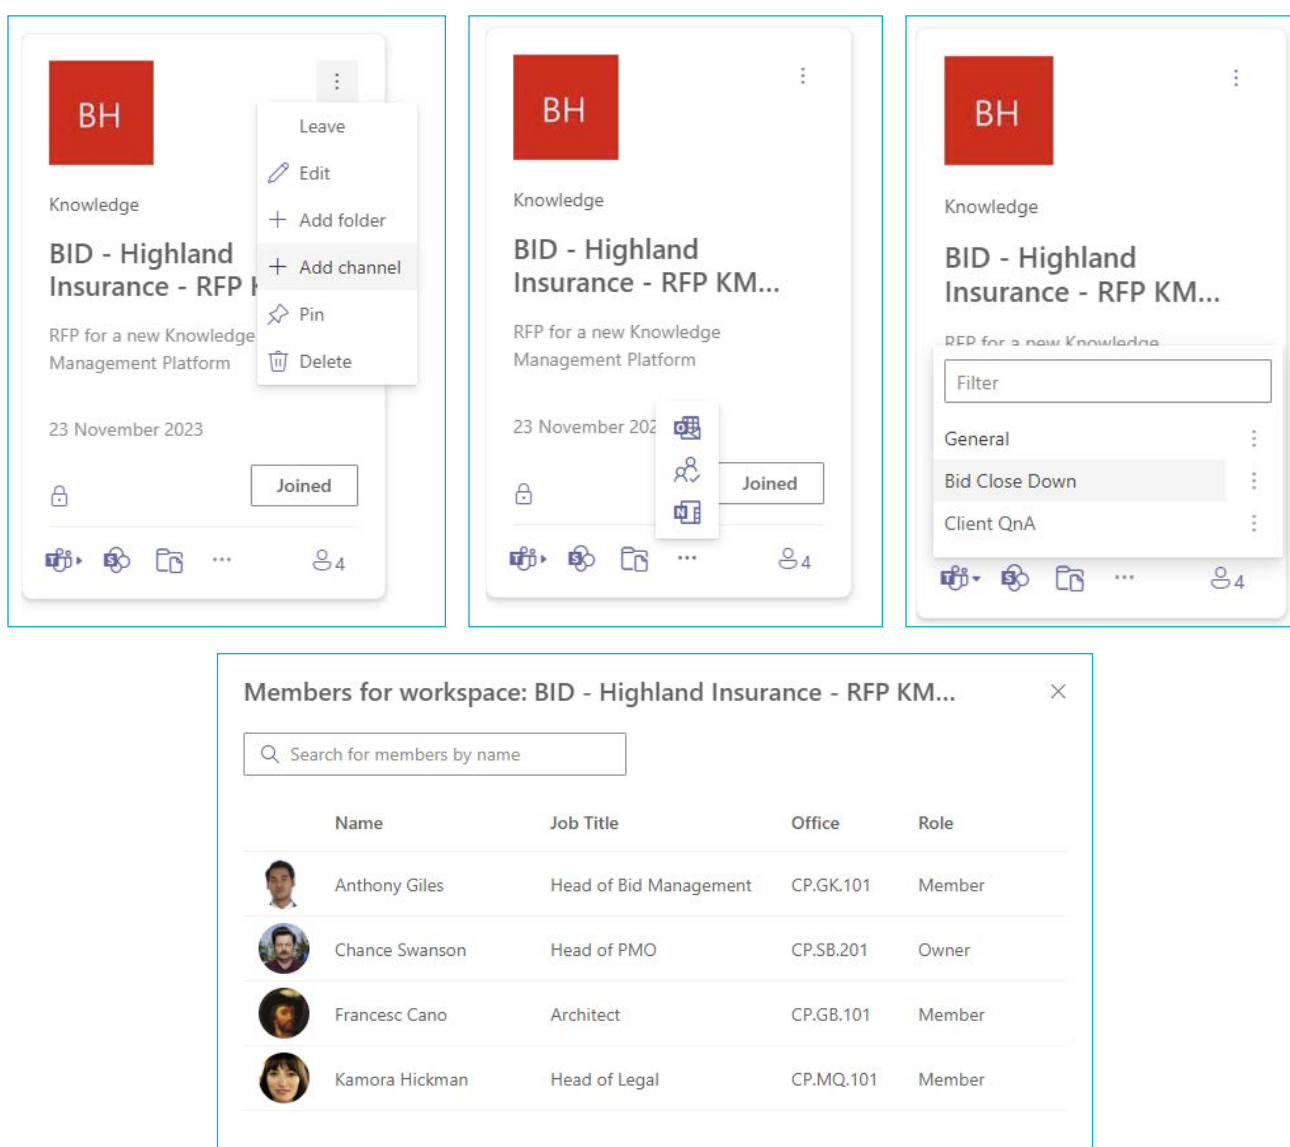 BH
Leave
Edit
Add folder
Add channel
Pin
Delete
Knowledge
BID - Highland
Insurance - RFP
RFP for a new Knowledge
Management Platform
23 November 2023
Joined
4
BH
Knowledge
BID - Highland
Insurance - RFP KM...
RFP for a new Knowledge
Management Platform
23 November 202
Joined
4
BH
Knowledge
BID - Highland
Insurance - RFP KM...
RFP for a new Knowledge
Filter
General
Bid Close Down
Client QnA
4
Members for workspace: BID - Highland Insurance - RFP KM...
Search for members by name
Name Job Title Office Role
Anthony Giles Head of Bid Management CP.GK.101 Member
Chance Swanson Head of PMO CP.SB.201 Owner
Francesc Cano Architect CP.GB.101 Member
Kamora Hickman Head of Legal CP.MQ.101 Member